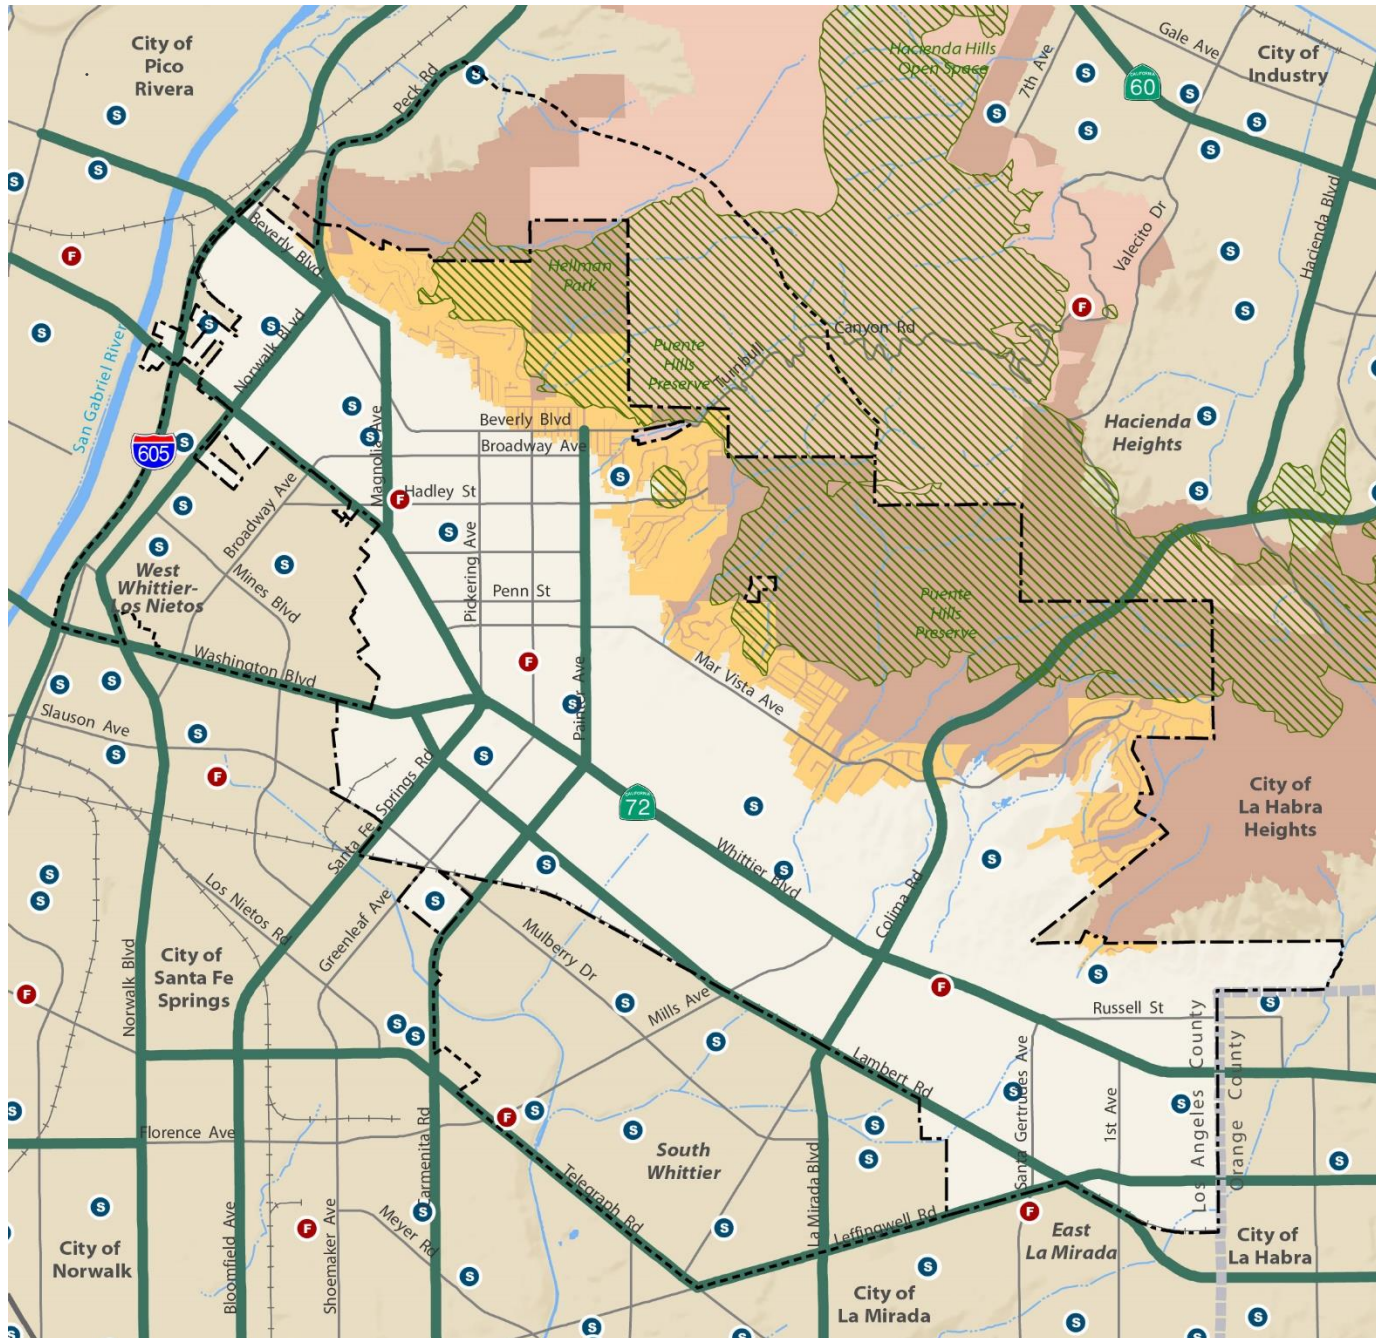 City of
Pico
Rivera
Peck Rd
Hacienda Hills
Open Space
7th Ave
Gale Ave
City of
Industry
CALIFORNIA
60
S
S
S
S
S
S
S
S
S
S
S
Hacienda Blvd
Valecito Dr
Beverly Blvd
F
Hellman
Park
F
S
S
San Gabriel River
S
S
S
Norwalk BLvd
Puente
Hills
Preserve
Turnbull
Canyon Rd
Hacienda
Heights
S
605
S
S
S
Magnolia Ave
Beverly Blvd
Broadway Ave
S
F
Hadley St
S
S
S
Broadway Ave
S
Pickering Ave
West
Whittier-
Los Nietos
Mines Blvd
S
Penn St
Puente
Hills
Preserve
Washington Blvd
F
Painter Ave
S
Mar Vista Ave
S
S
Slauson Ave
S
S
F
S
Santa Fe Springs Rd
CALIFORNIA
72
S
City of
La Habra
Heights
S
S
S
Whittier Blvd
S
S
Los Nietos Rd
Greenleaf Ave
S
Colima Rd
Mulberry Dr
City of
Santa Fe
Springs
Norwalk Blvd
F
Mills Ave
S
F
S
S
Russell St
S
S
S
Lambert Rd
Santa Gertrudes Ave
1st Ave
Los Angeles County
Orange County
S
S
S
S
Florence Ave
F
S
S
South
Whittier
S
S
La Mirada Blvd
S
Telegraph Rd
Leffingwell Rd
Carmenita Rd
S
Meyer Rd
Bloomfield Ave
Shoemaker Ave
F
S
City of
Norwalk
S
F
East
La Mirada
City of
La Habra
S
S
City of
La Mirada
S
S
S
S
S